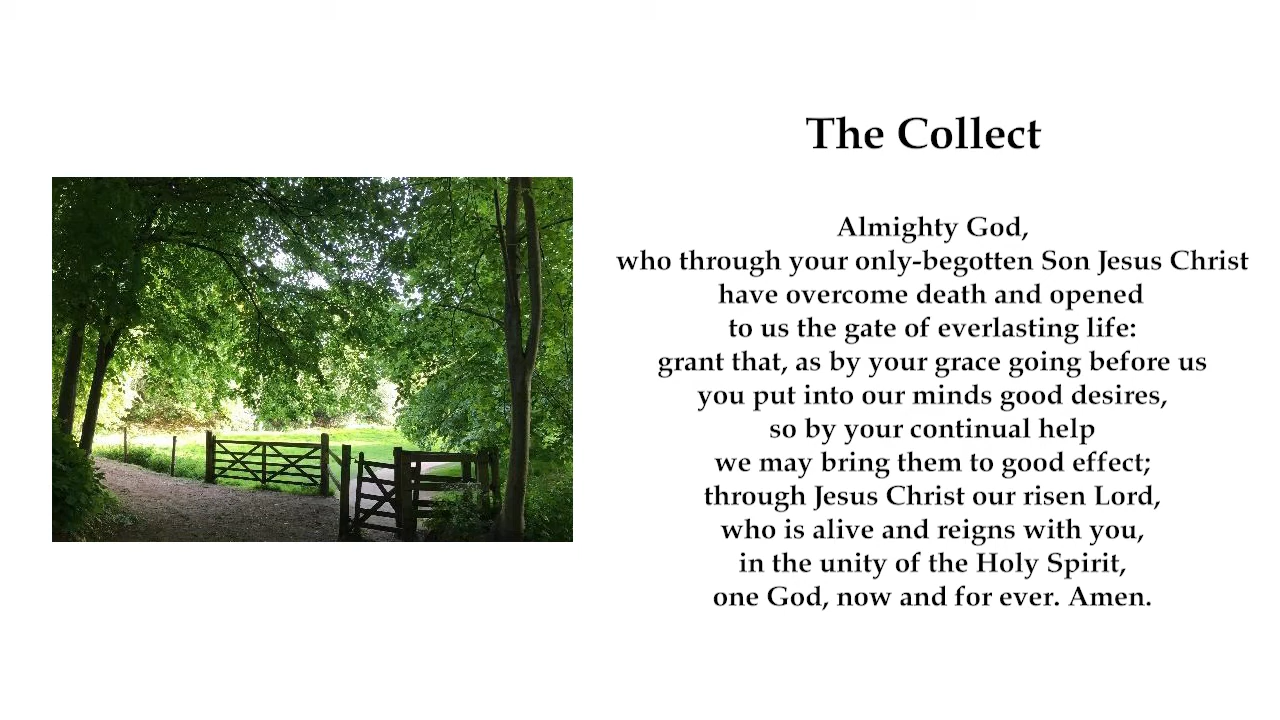 The Collect
Almighty God,
who through your only-begotten Son Jesus Christ
have overcome death and opened
to us the gate of everlasting life:
grant that, as by your grace going before us
you put into our minds good desires,
so by your continual help
we may bring them to good effect;
through Jesus Christ our risen Lord,
who is alive and reigns with you,
in the unity of the Holy Spirit,
one God, now and for ever. Amen.